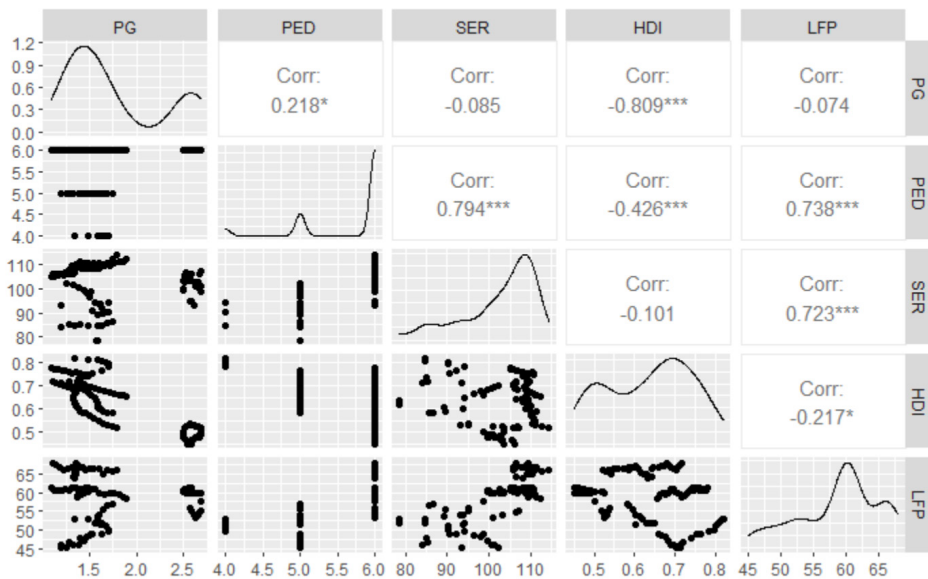 PG PED SER HDI LFP
1.2
0.9
0.6
0.3
0.0
Corr:
0.218*
Corr:
-0.085
Corr:
-0.809***
Corr:
-0.074
PG
6.0
5.5
5.0
4.5
4.0
Corr:
0.794***
Corr:
-0.426***
Corr:
0.738***
PED
110
100
90
80
Corr:
-0.101
Corr:
0.723***
SER
0.8
0.7
0.6
0.5
Corr:
-0.217*
HDI
65
60
55
50
45
LFP
1.5 2.0 2.5 4.0 4.5 5.0 5.5 6.0 80 90 100 110 0.5 0.6 0.7 0.8 45 50 55 60 65